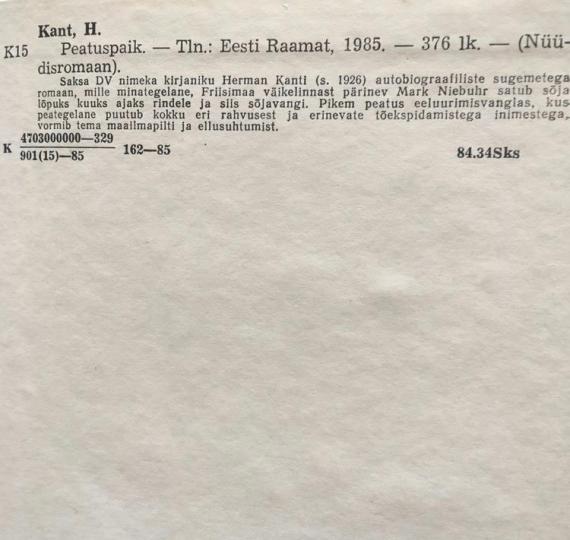 Kant, H.
K15 Peatuspaik. — Tln.: Eesti Raamat, 1985. — 376 lk. — (Nüü-
disromaan).
Saksa DV nimeka kirjaniku Herman Kanti (s. 1926) autobiograafiliste sugemetega
romaan, mille minategelane, Friisimaa väikelinnast pärinev Mark Niebuhr satub sõja
lõpuks kuuks ajaks rindele ja siis sõjavangi. Pikem peatus eeluurimisvanglas, kus
peategelane puutub kokku eri rahvusest ja erinevate tõekspidamistega inimestega,
vormib tema maailmapilti ja ellusuhtumist.
K 4703000000—329
901(15)—85 162—85 84.34Sks